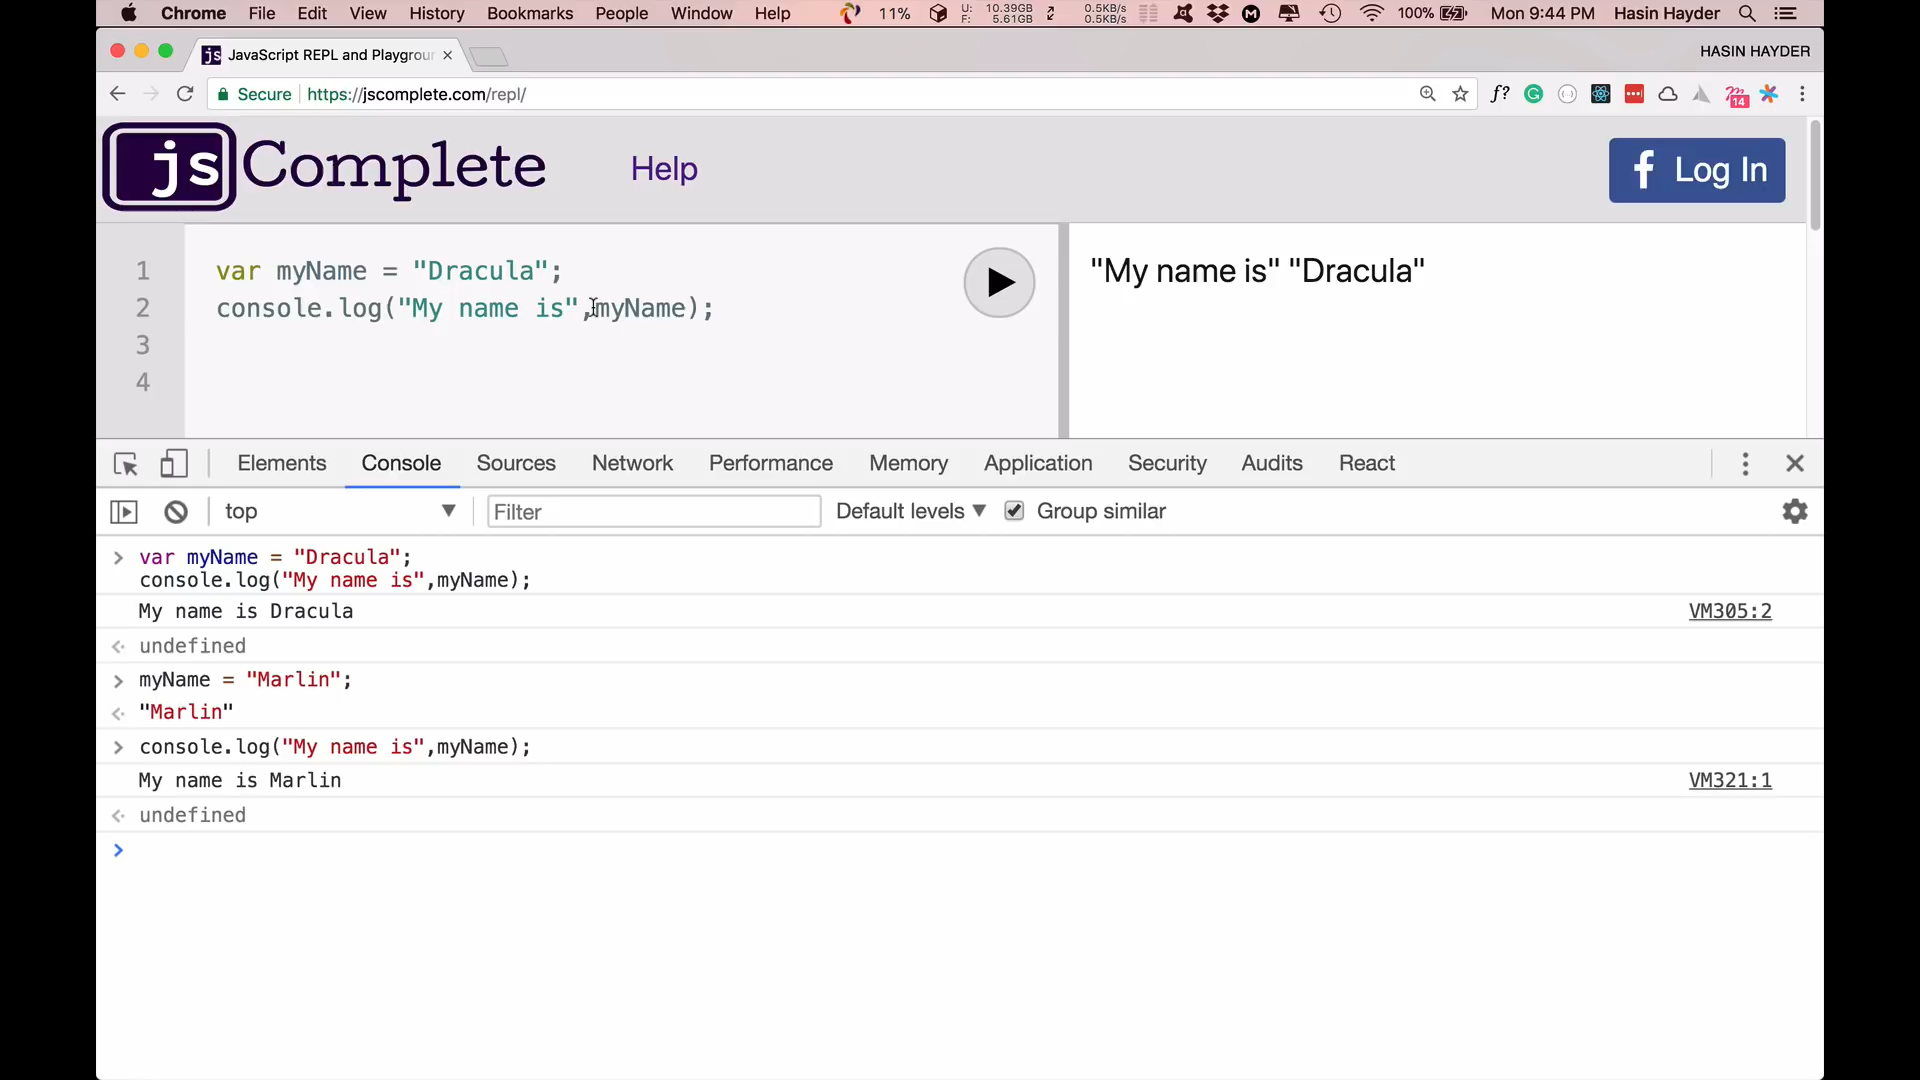 Chrome File Edit View History Bookmarks People Window Help 11% U: 10.39GB F: 5.61GB 0.5KB/s 0.5KB/s 100% Mon 9:44 PM Hasin Hayder
JavaScript REPL and Playgrour × HASIN HAYDER
Secure https://jscomplete.com/repl/ f? 14
jsComplete Help f Log In
1 var myName = "Dracula"; "My name is" "Dracula"
2 console.log("My name is",myName);
3
4
Elements Console Sources Network Performance Memory Application Security Audits React
top Filter Default levels Group similar
> var myName = "Dracula";
console.log("My name is",myName);
My name is Dracula VM305:2
undefined
> myName = "Marlin";
"Marlin"
> console.log("My name is",myName);
My name is Marlin VM321:1
undefined
>